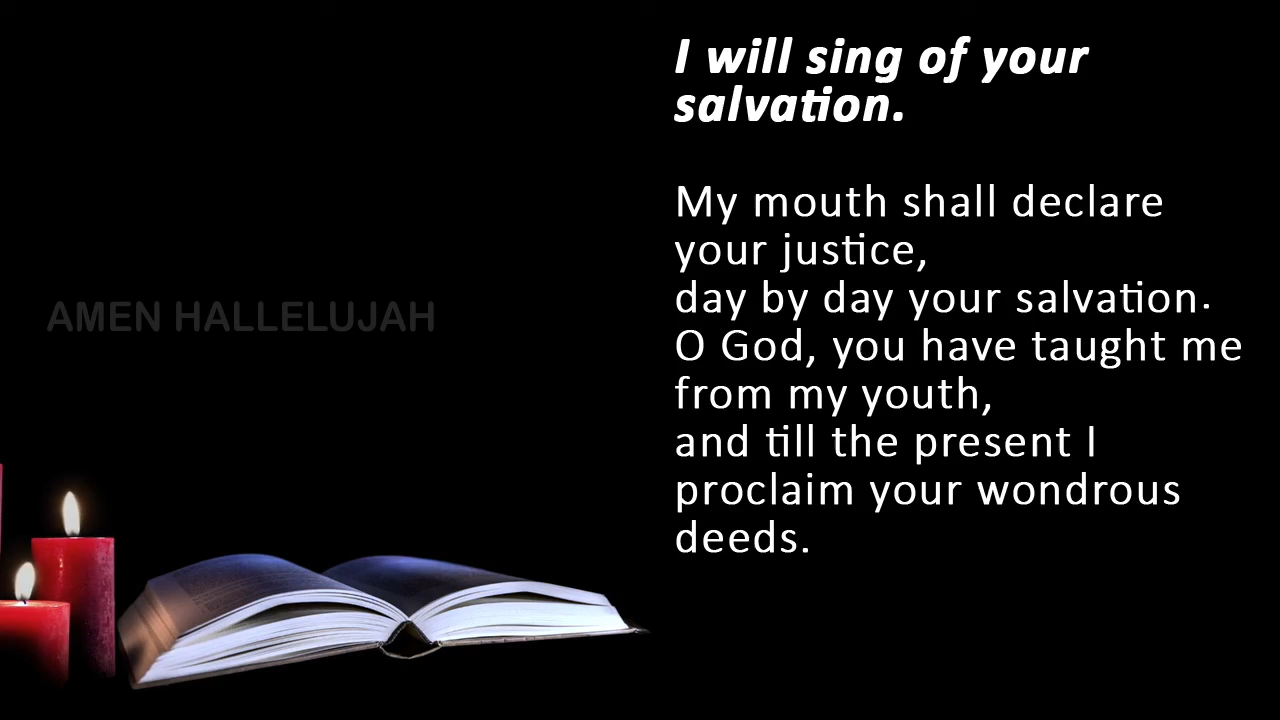 I will sing of your
salvation.
My mouth shall declare
your justice,
day by day your salvation.
O God, you have taught me
from my youth,
and till the present I
proclaim your wondrous
deeds.
AMEN HALLELUJAH